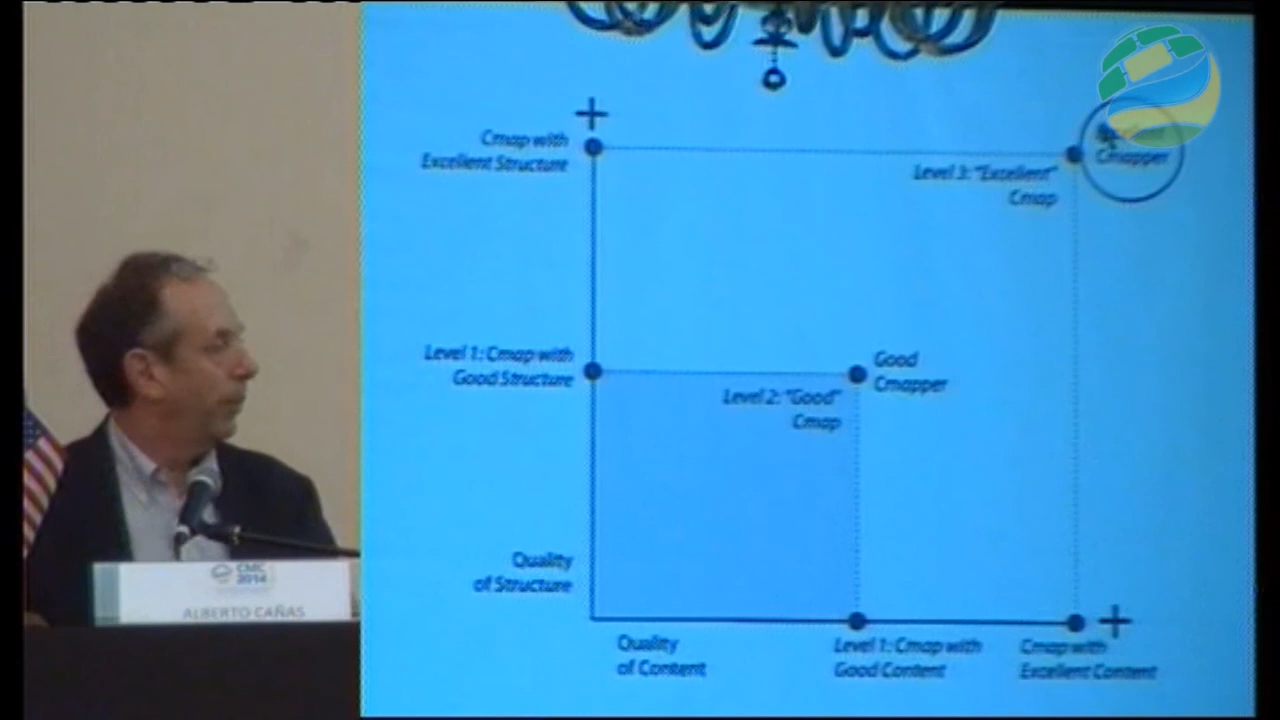 +
Cmap with
Excellent Structure
Cmapper
Level 3: "Excellent"
Cmap
Level 1: Cmap with
Good Structure
Good
Cmapper
Level 2: "Good"
Cmap
Quality
of Structure
CMC
2014
ALBERTO CAÑAS
+
Quality
of Content
Level 1: Cmap with
Good Content
Cmap with
Excellent Content